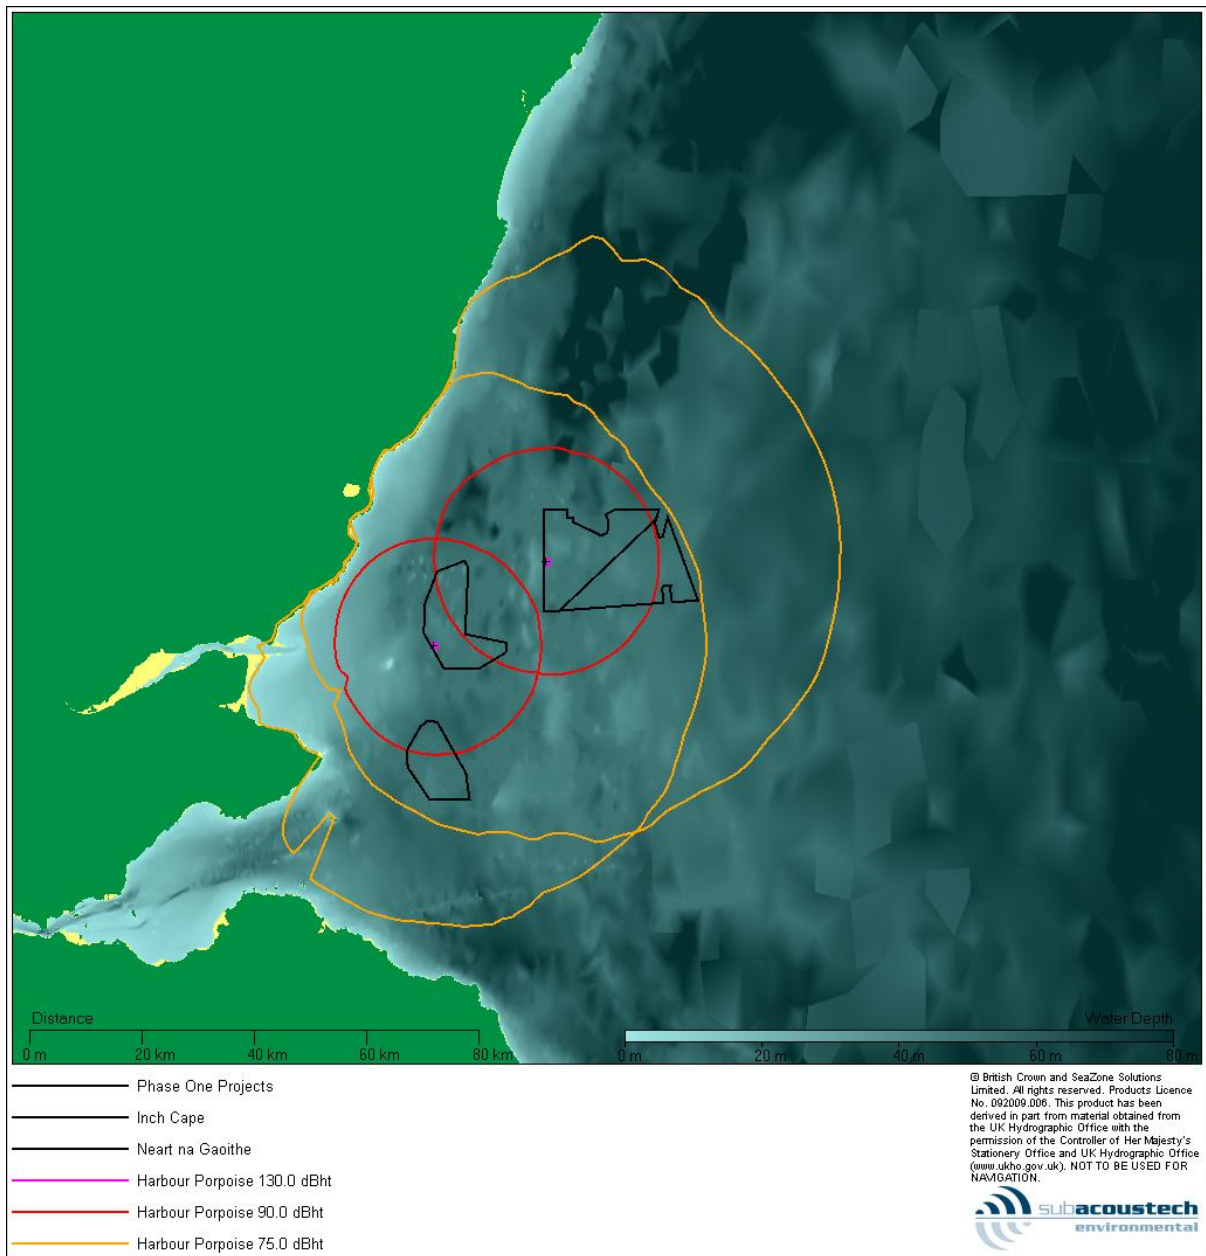 Distance
0 m 20 km 40 km 60 km 80 km
Water Depth
0 m 20 m 40 m 60 m 80 m
Phase One Projects
Inch Cape
Neart na Gaoithe
Harbour Porpoise 130.0 dBht
Harbour Porpoise 90.0 dBht
Harbour Porpoise 75.0 dBht
© British Crown and SeaZone Solutions
Limited. All rights reserved. Products Licence
No. 092009.006. This product has been
derived in part from material obtained from
the UK Hydrographic Office with the
permission of the Controller of Her Majesty's
Stationery Office and UK Hydrographic Office
(www.ukho.gov.uk). NOT TO BE USED FOR
NAVIGATION.
subacoustech
environmental